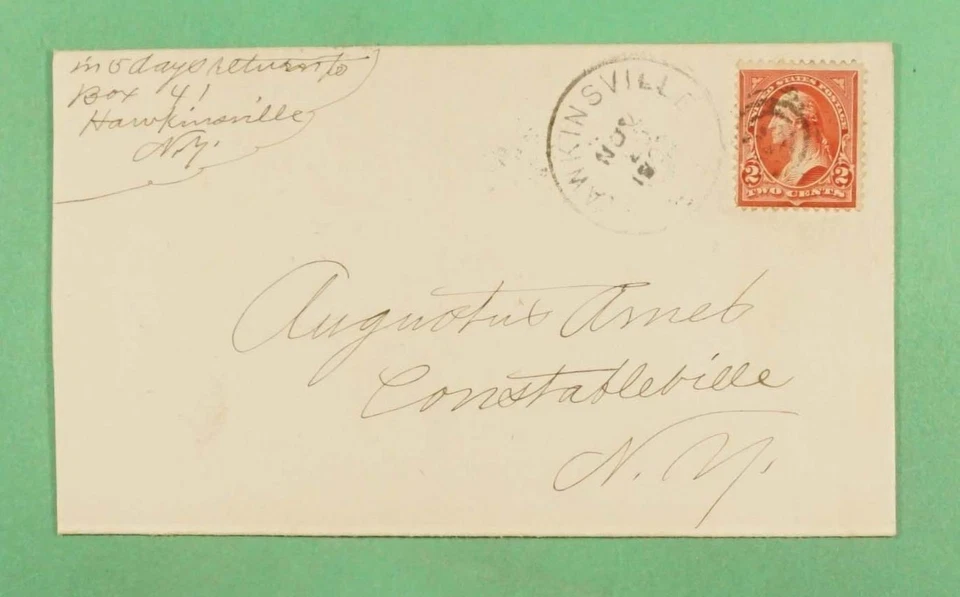 in 5 days return to
Box 41
Hawkinsville
N.Y.
AWKINSVILLE
NOV
UNITED STATES POSTAGE
2 2
TWO CENTS
Augustus Arneb
Constableville
N. Y.